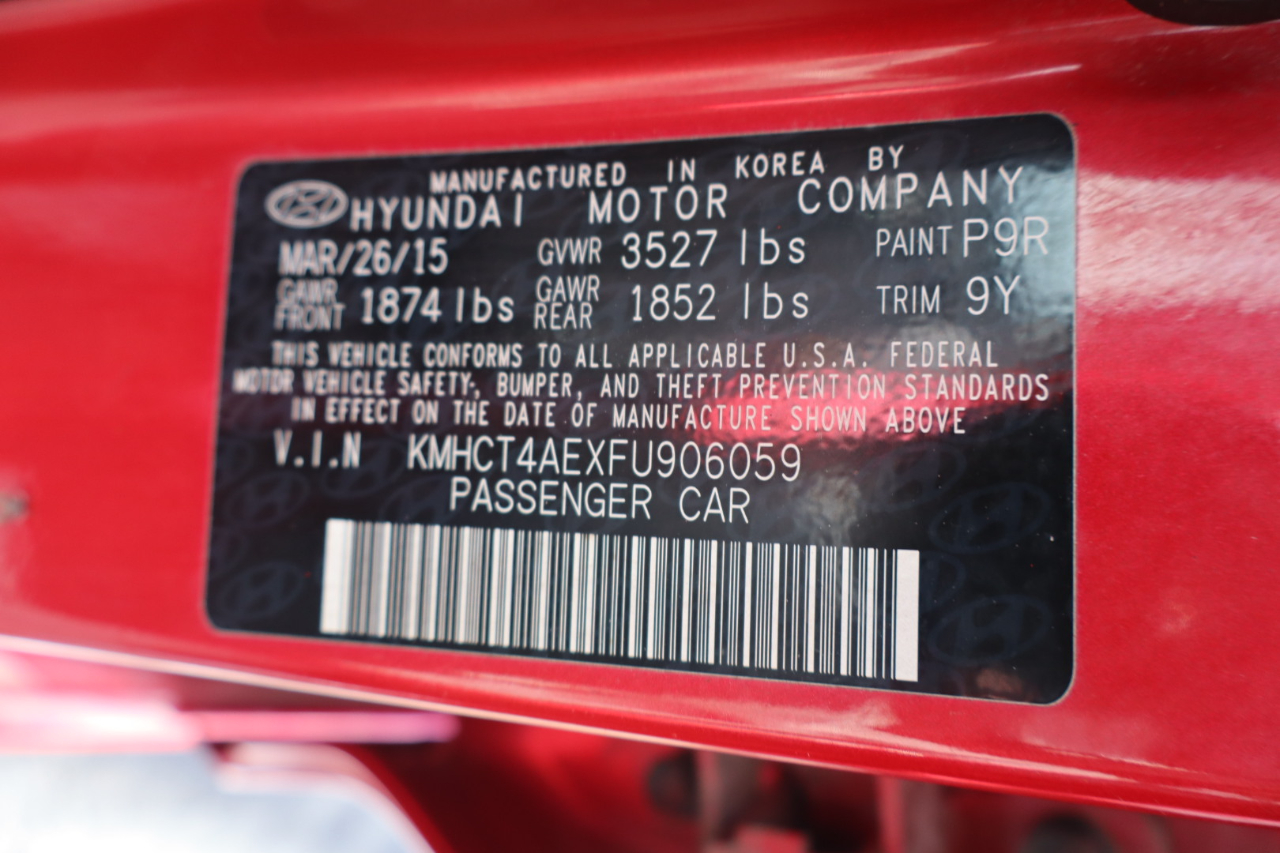 MANUFACTURED IN KOREA BY
HYUNDAI MOTOR COMPANY
MAR/26/15 GVWR 3527 lbs PAINT P9R
GAWR FRONT 1874 lbs GAWR REAR 1852 lbs TRIM 9Y
THIS VEHICLE CONFORMS TO ALL APPLICABLE U.S.A. FEDERAL
MOTOR VEHICLE SAFETY, BUMPER, AND THEFT PREVENTION STANDARDS
IN EFFECT ON THE DATE OF MANUFACTURE SHOWN ABOVE
V.I.N KMHCT4AEXFU906059
PASSENGER CAR